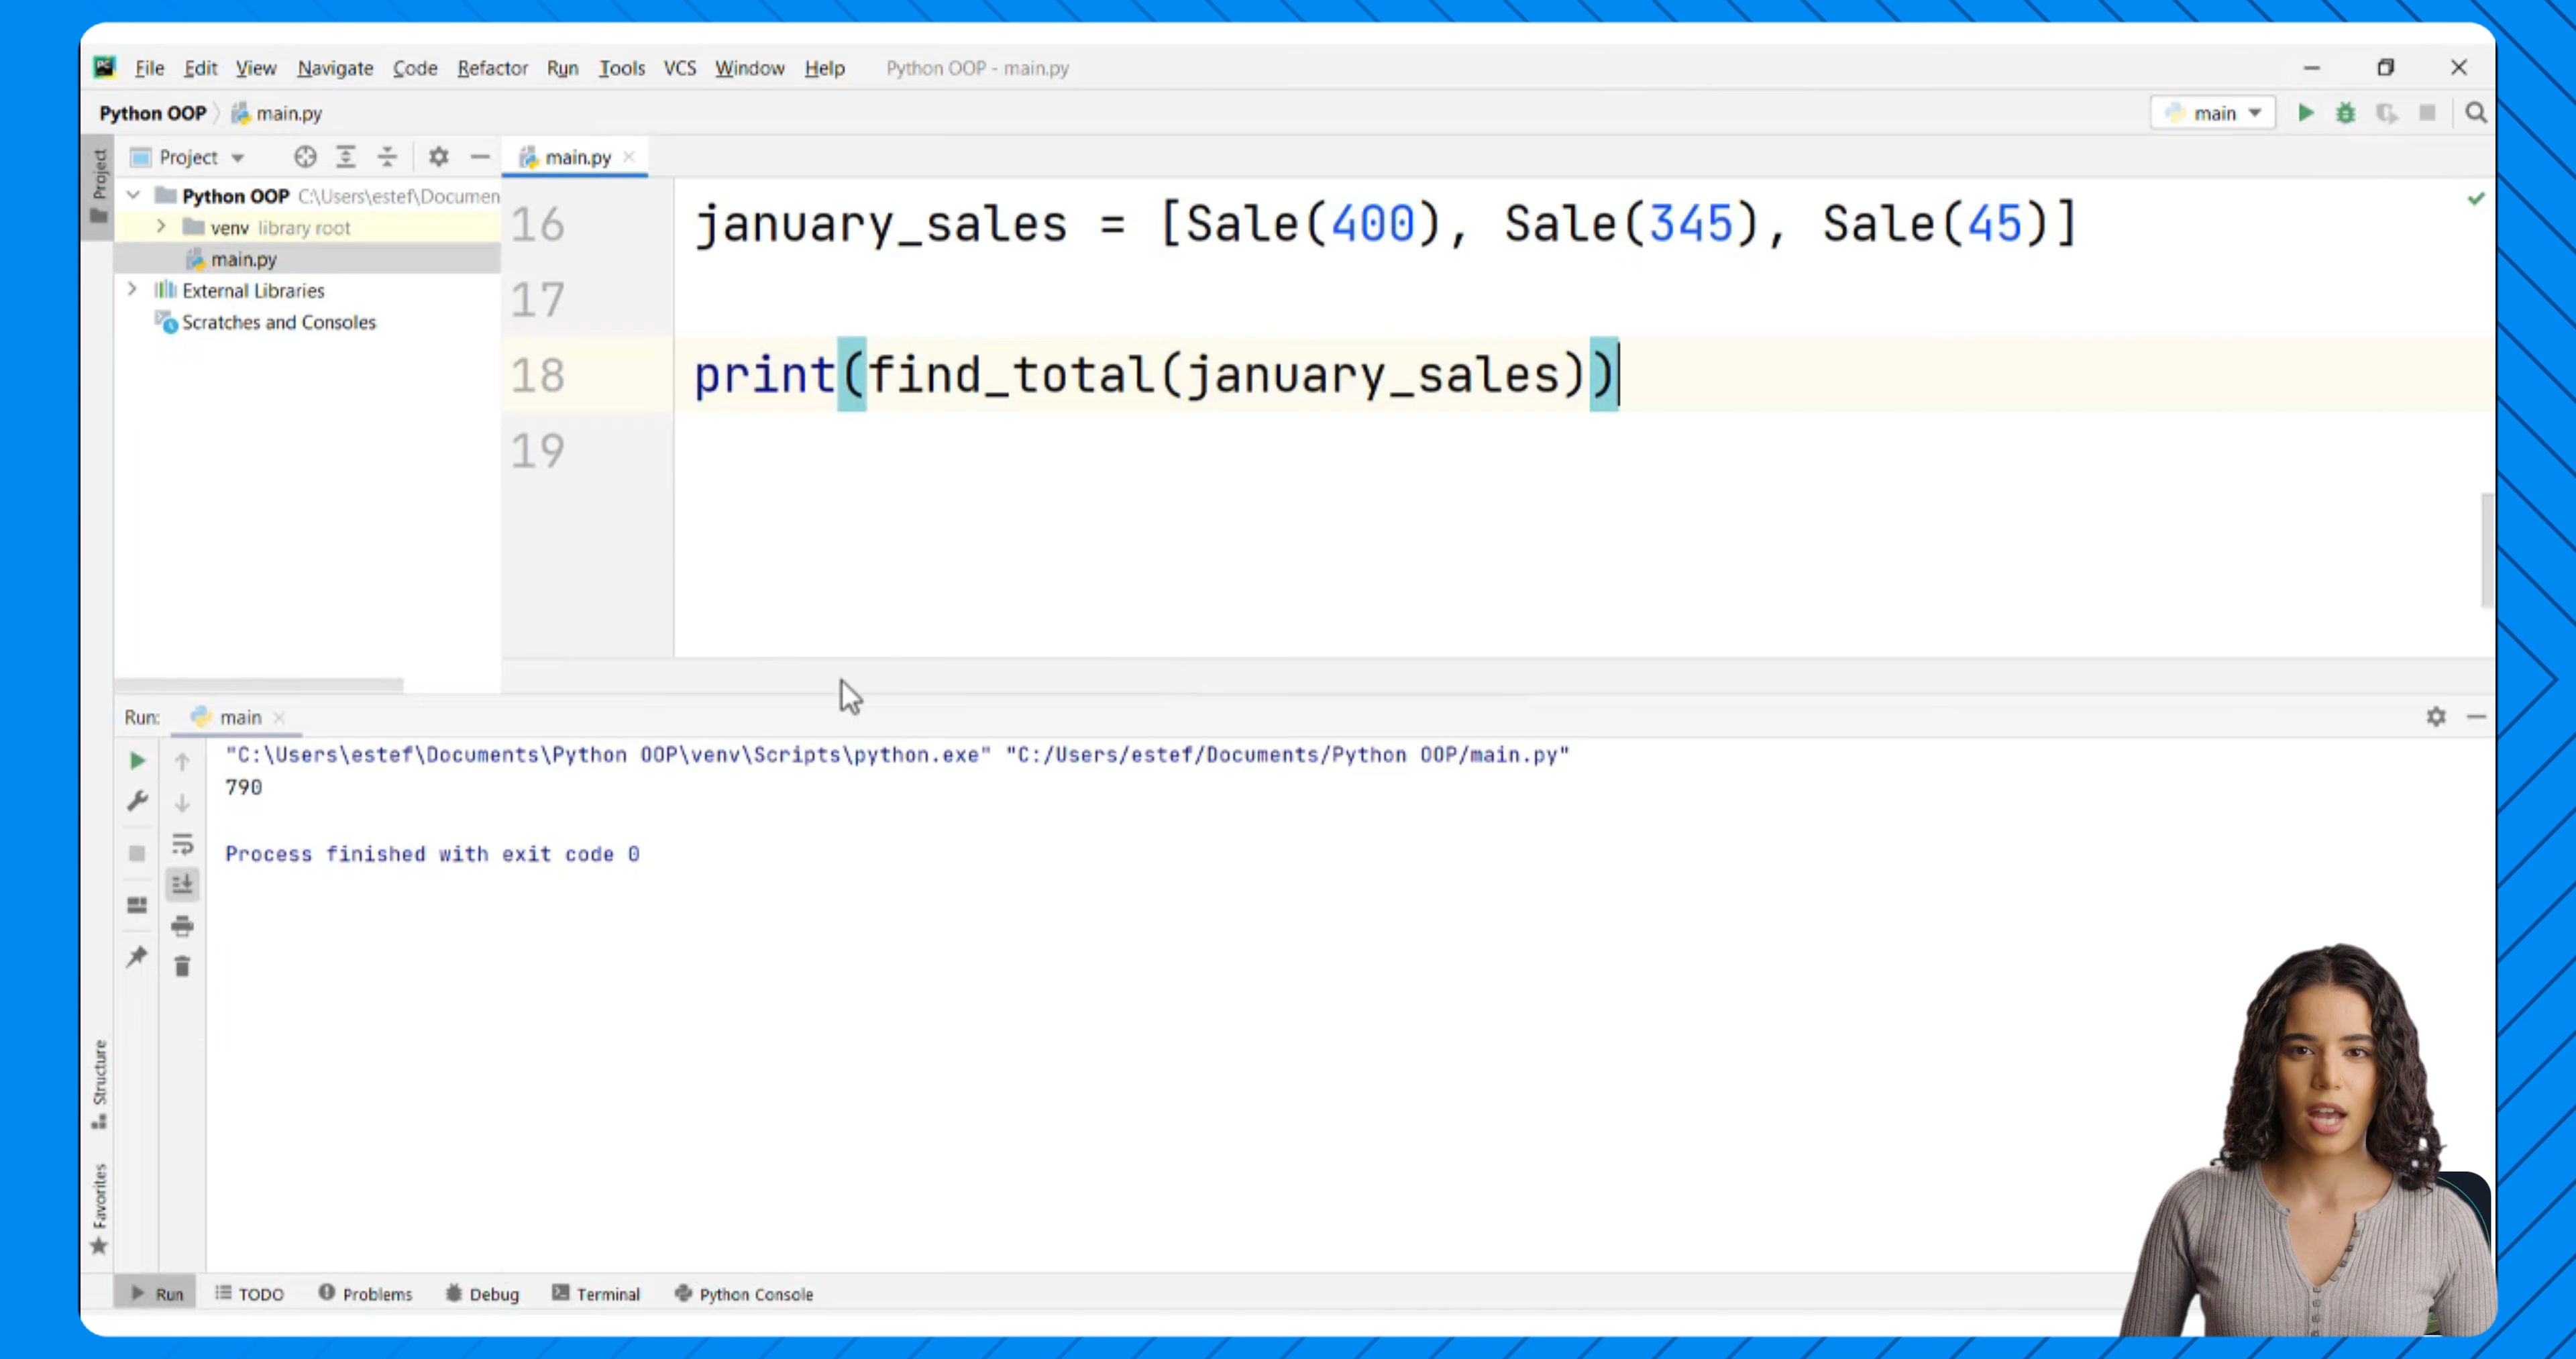 File Edit View Navigate Code Refactor Run Tools VCS Window Help Python OOP - main.py
Python OOP main.py main
Project
Project main.py
Python OOP C:\Users\estef\Documen
venv library root
main.py
External Libraries
Scratches and Consoles
16 january_sales = [Sale(400), Sale(345), Sale(45)]
17
18 print(find_total(january_sales))
19
Run: main
"C:\Users\estef\Documents\Python OOP\venv\Scripts\python.exe" "C:/Users/estef/Documents/Python OOP/main.py"
790
Process finished with exit code 0
Structure
Favorites
Run TODO Problems Debug Terminal Python Console